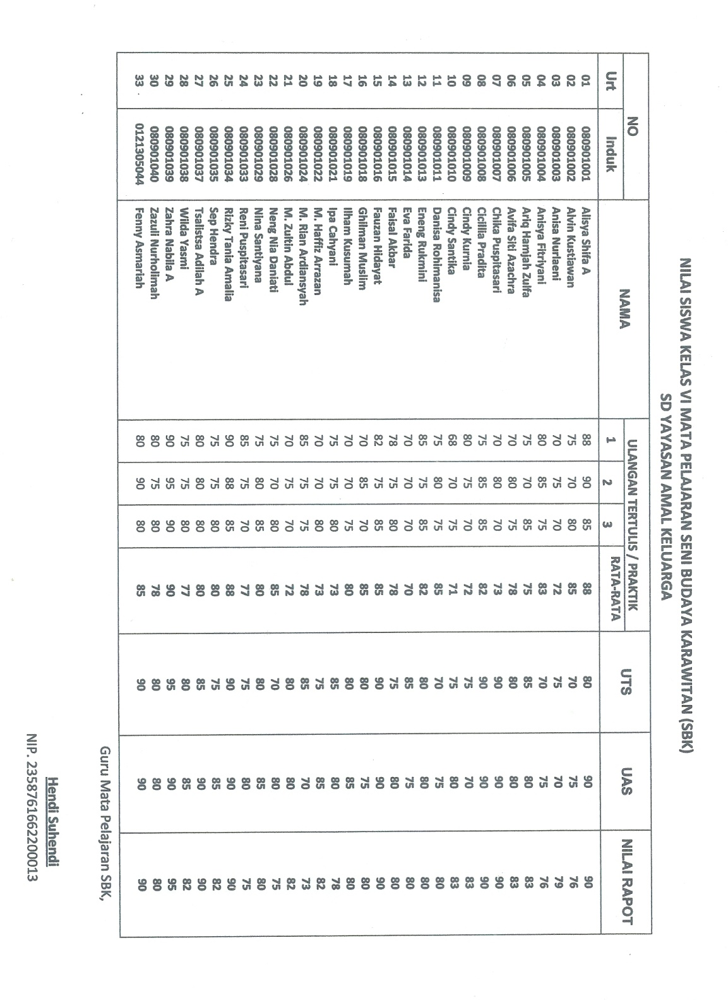 NILAI SISWA KELAS VI MATA PELAJARAN SENI BUDAYA KARAWITAN (SBK)
SD YAYASAN AMAL KELUARGA
NO NAMA ULANGAN TERTULIS / PRAKTIK UTS UAS NILAI RAPOT
Urt Induk 1 2 3 RATA-RATA
01 080901001 Alisya Shifa A 88 90 85 88 80 90 90
02 080901002 Alvin Kustiawan 75 70 80 85 70 75 76
03 080901003 Anisa Nurlaeni 70 75 70 72 75 70 79
04 080901004 Anisya Fitriyani 80 85 75 83 70 75 76
05 080901005 Ariq Hamjah Zulfa 75 70 85 75 85 80 83
06 080901006 Avifa Siti Azachra 70 80 75 78 80 80 83
07 080901007 Chika Puspitasari 70 80 70 73 90 90 90
08 080901008 Cicillia Pradita 75 85 85 82 90 90 90
09 080901009 Cindy Kurnia 80 75 70 72 75 70 83
10 080901010 Cindy Santika 68 70 75 71 75 80 83
11 080901011 Danisa Rohimanisa 75 80 75 85 70 75 80
12 080901013 Eneng Rukmini 85 75 85 82 80 80 80
13 080901014 Eva Farida 70 70 70 70 85 75 80
14 080901015 Faisal Akbar 78 75 80 78 75 80 80
15 080901016 Fauzan Hidayat 82 75 85 85 90 90 90
16 080901018 Ghilman Muslim 70 85 70 85 80 75 80
17 080901019 Ilham Kusumah 70 70 75 80 80 85 80
18 080901021 Ipa Cahyani 75 75 80 73 85 80 78
19 080901022 M. Haffiz Arrazan 70 70 80 73 75 85 82
20 080901024 M. Rian Ardiansyah 85 75 75 78 85 70 73
21 080901026 M. Zultin Abdul 70 75 70 72 80 80 82
22 080901028 Neng Nia Daniati 75 70 80 85 70 80 75
23 080901029 Nina Santiyana 75 80 85 80 80 85 80
24 080901033 Reni Puspitasari 85 75 70 77 75 80 75
25 080901034 Rizky Tania Amalia 90 88 85 88 90 90 90
26 080901035 Sep Hendra 75 75 80 80 75 85 82
27 080901037 Tsalistsa Adilah A 80 80 80 80 85 90 90
28 080901038 Wilda Yasmi 75 75 80 77 80 85 82
29 080901039 Zahra Nabila A 90 95 90 90 95 90 95
30 080901040 Zazuli Nurholimah 80 75 80 78 80 80 80
33 0121305044 Fenny Asmariah 80 90 80 85 90 90 90
Guru Mata Pelajaran SBK,
Hendi Suhendi
NIP. 2358761662200013